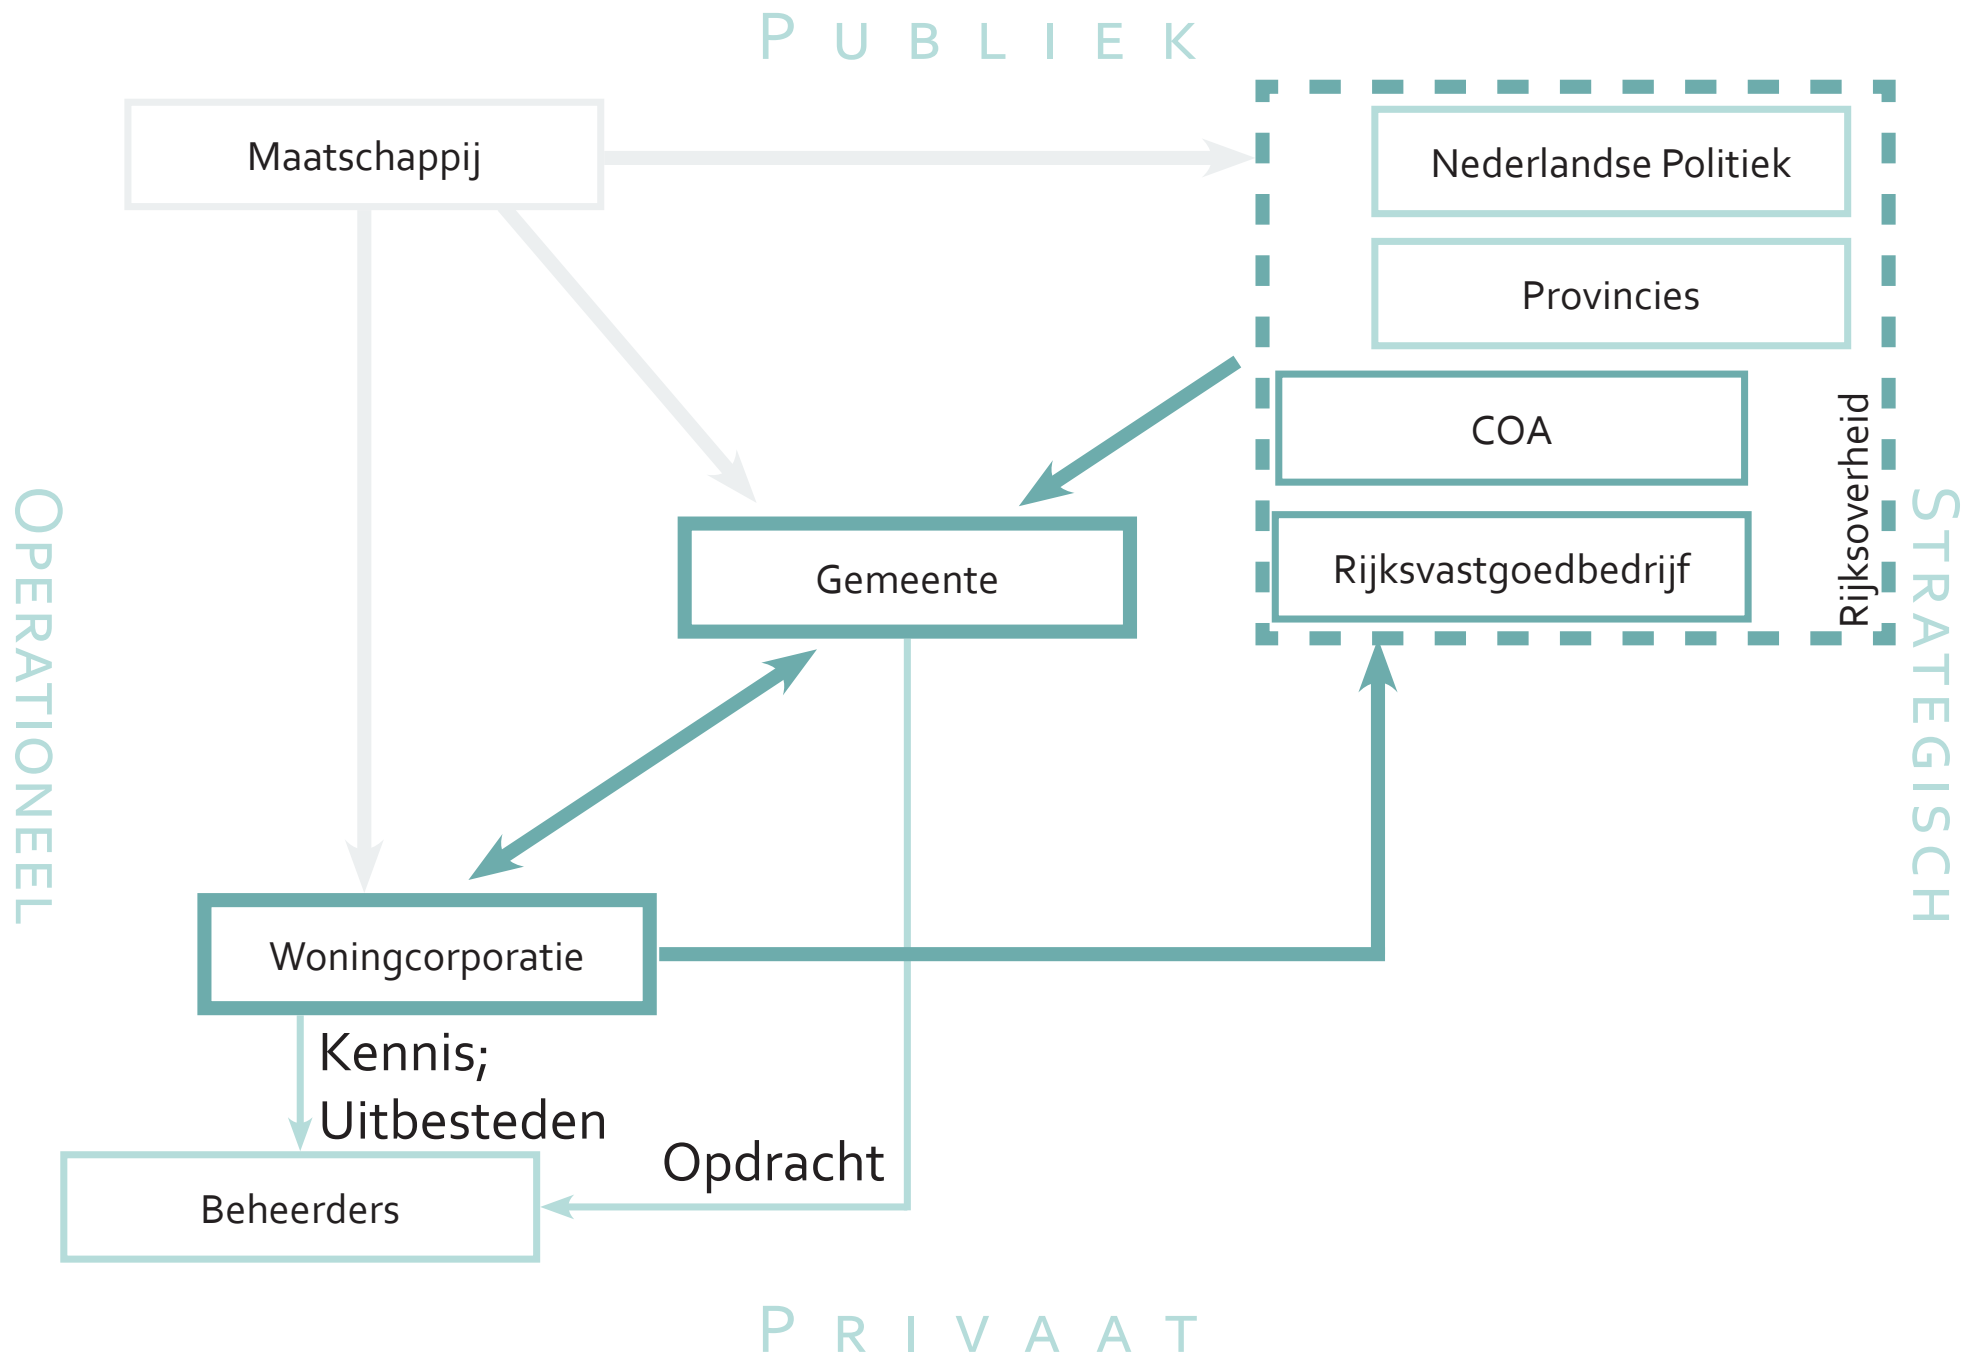 PUBLIEK
Maatschappij
Nederlandse Politiek
Provincies
COA
Rijksvastgoedbedrijf
Rijksoverheid
Gemeente
OPERATIONEEL
STRATEGISCH
Woningcorporatie
Kennis;
Uitbesteden
Opdracht
Beheerders
PRIVAAT